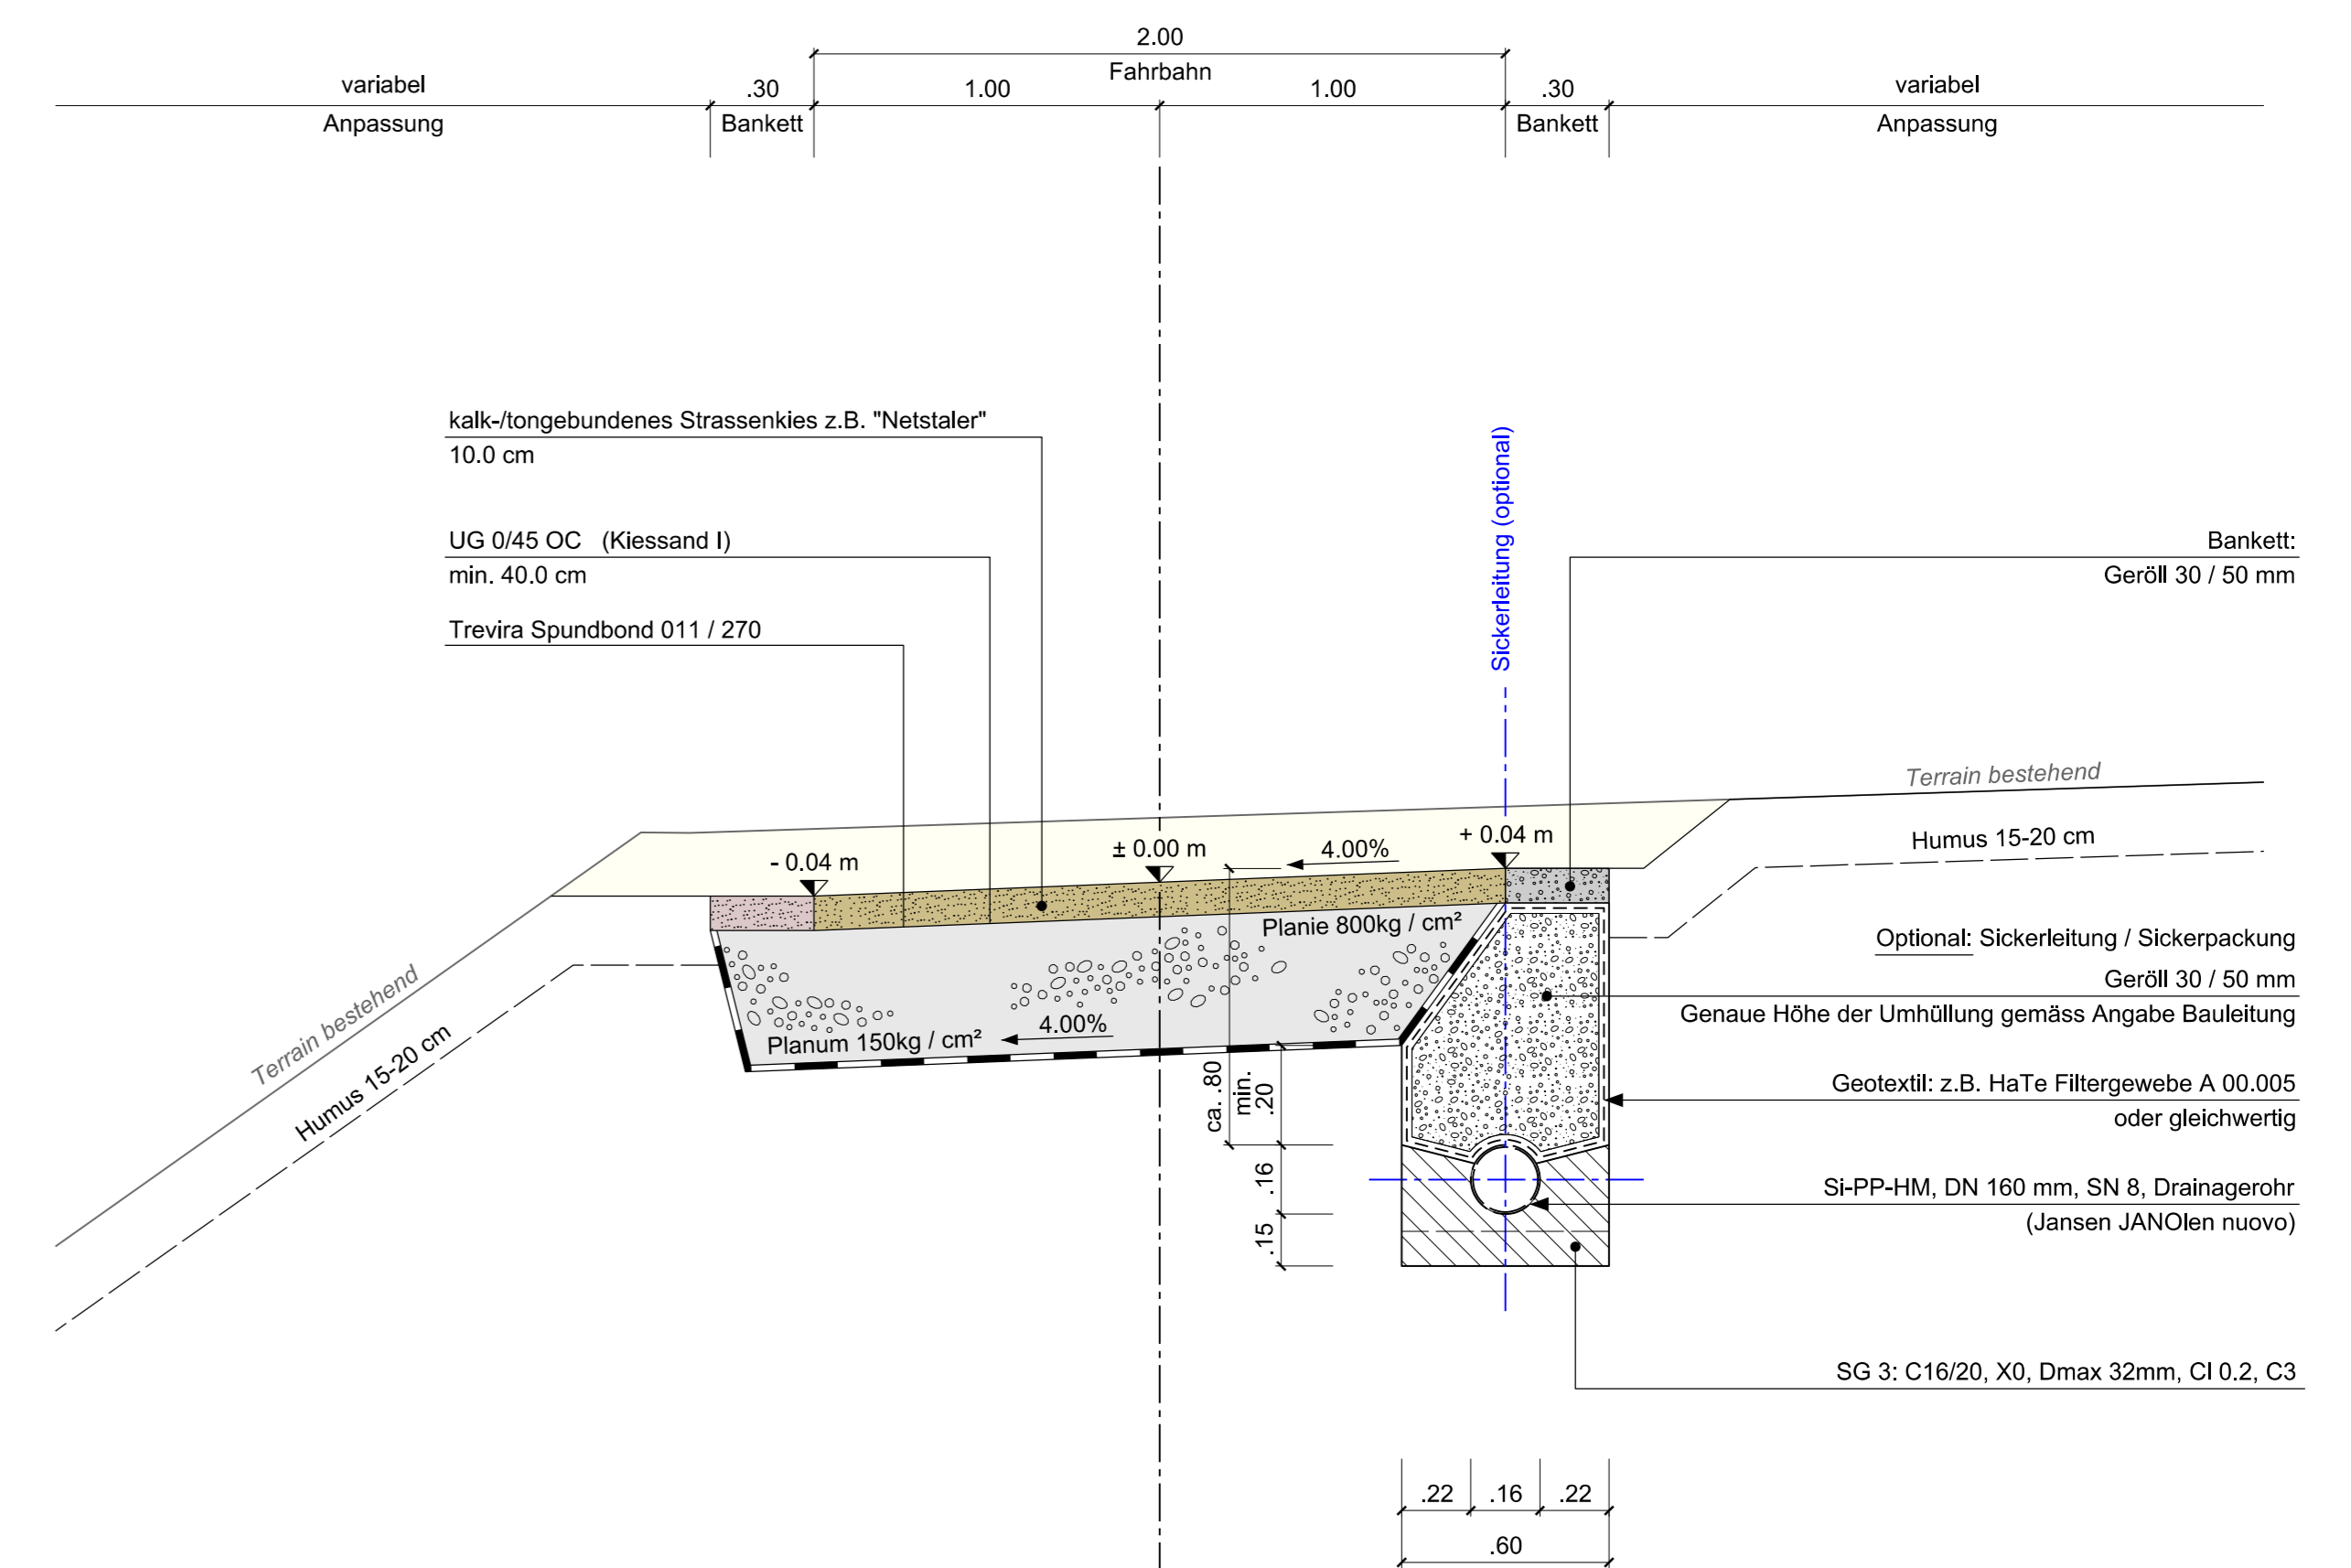 2.00
Fahrbahn
variabel
.30
1.00
1.00
.30
variabel
Anpassung
Bankett
Bankett
Anpassung
kalk-/tongebundenes Strassenkies z.B. "Netstaler"
10.0 cm
UG 0/45 OC (Kiessand I)
min. 40.0 cm
Trevira Spundbond 011 / 270
Sickerleitung (optional)
Bankett:
Geröll 30 / 50 mm
Terrain bestehend
Humus 15-20 cm
- 0.04 m
± 0.00 m
4.00%
+ 0.04 m
Planie 800kg / cm²
Planum 150kg / cm²
4.00%
Terrain bestehend
Humus 15-20 cm
ca. .80
min.
.20
.16
.15
Optional: Sickerleitung / Sickerpackung
Geröll 30 / 50 mm
Genaue Höhe der Umhüllung gemäss Angabe Bauleitung
Geotextil: z.B. HaTe Filtergewebe A 00.005
oder gleichwertig
Si-PP-HM, DN 160 mm, SN 8, Drainagerohr
(Jansen JANOlen nuovo)
SG 3: C16/20, X0, Dmax 32mm, Cl 0.2, C3
.22
.16
.22
.60